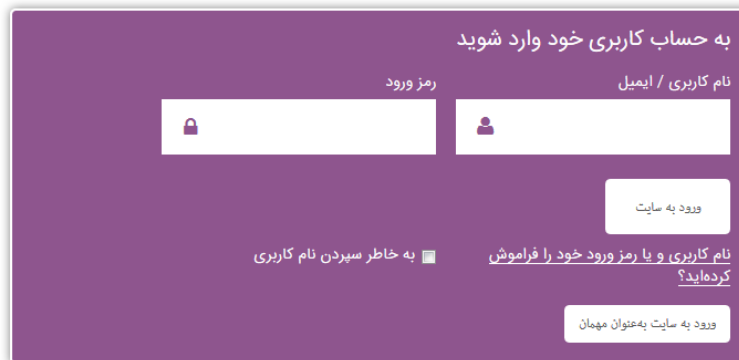 به حساب کاربری خود وارد شوید
نام کاربری / ایمیل
رمز ورود
ورود به سایت
نام کاربری و یا رمز ورود خود را فراموش
کرده‌اید؟
به خاطر سپردن نام کاربری
ورود به سایت به‌عنوان مهمان